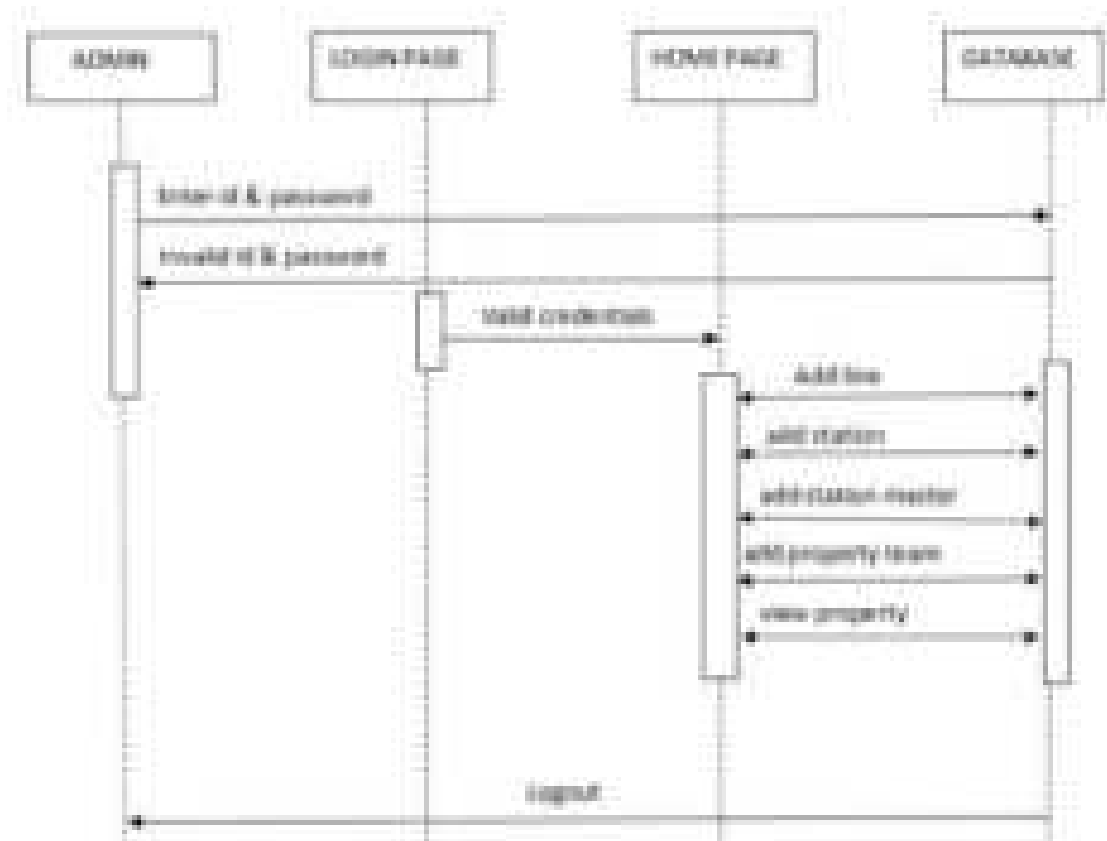 ADMIN
LOGIN PAGE
HOME PAGE
DATABASE
Enter id & password
Invalid id & password
Valid credentials
Add line
add station
add station master
add property team
view property
Logout